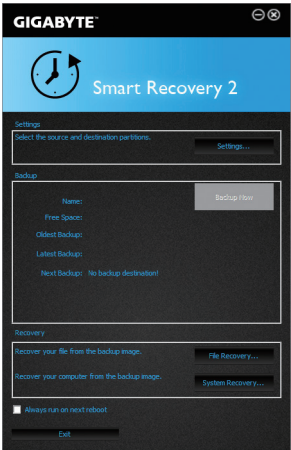 GIGABYTE™
Smart Recovery 2
Settings
Select the source and destination partitions.
Settings...
Backup
Backup Now
Name:
Free Space:
Oldest Backup:
Latest Backup:
Next Backup: No backup destination!
Recovery
Recover your file from the backup image.
File Recovery...
Recover your computer from the backup image.
System Recovery...
Always run on next reboot
Exit